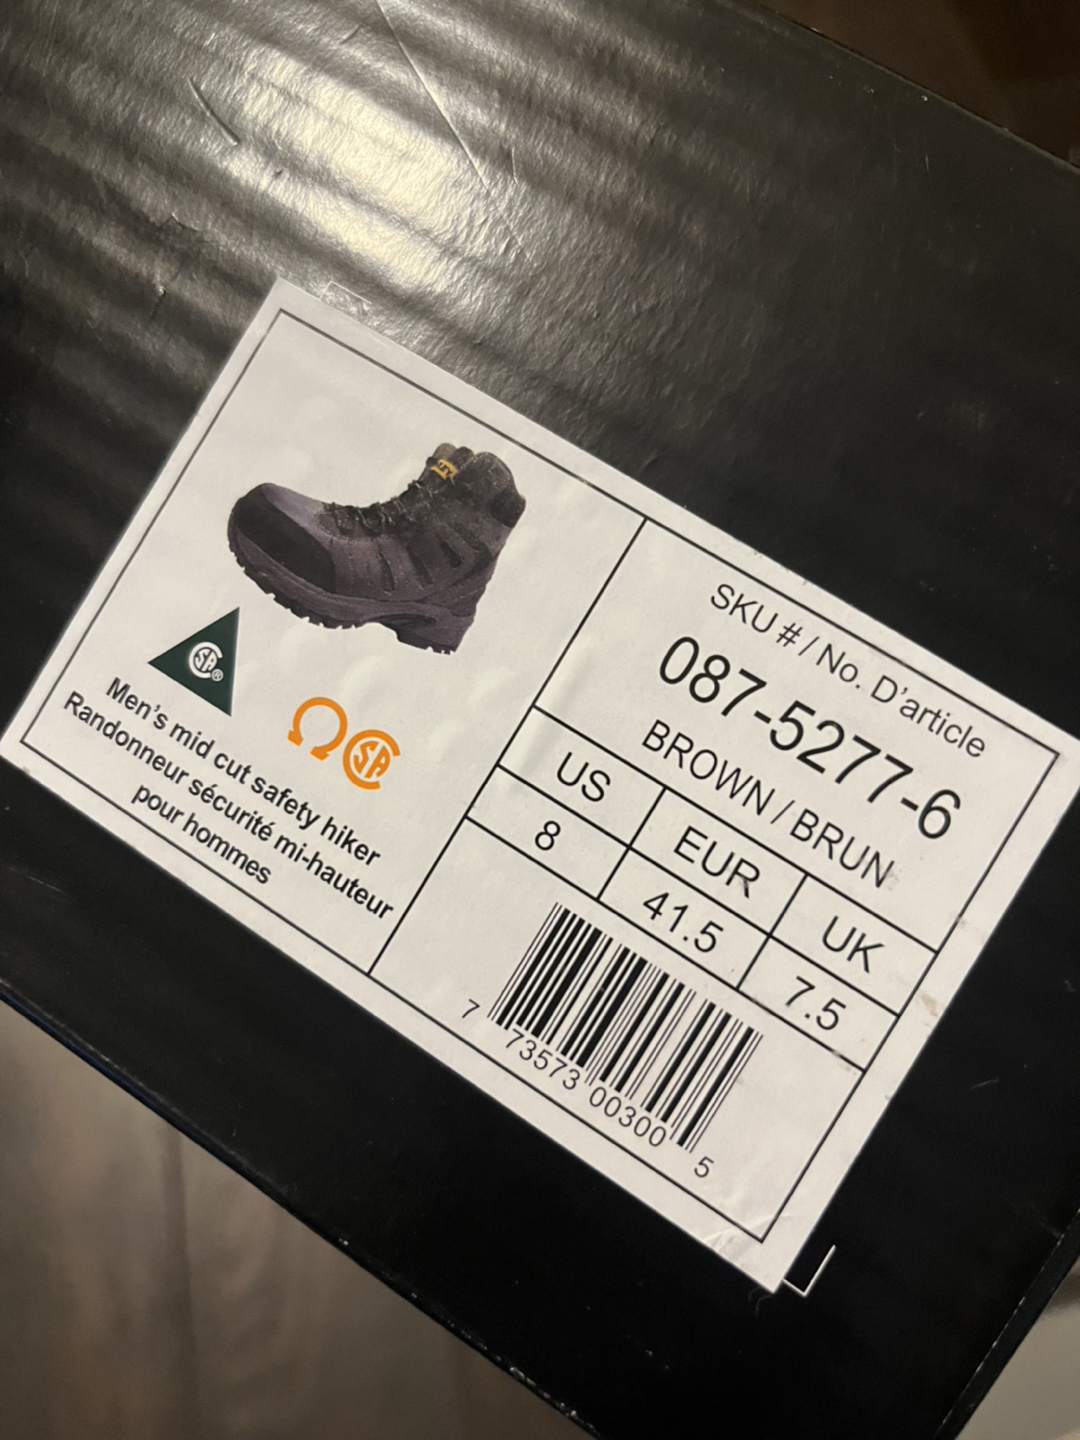 Men's mid cut safety hiker
Randonneur sécurité mi-hauteur
pour hommes
SKU # / No. D'article
087-5277-6
BROWN / BRUN
US EUR UK
8 41.5 7.5
7 73573 00300 5